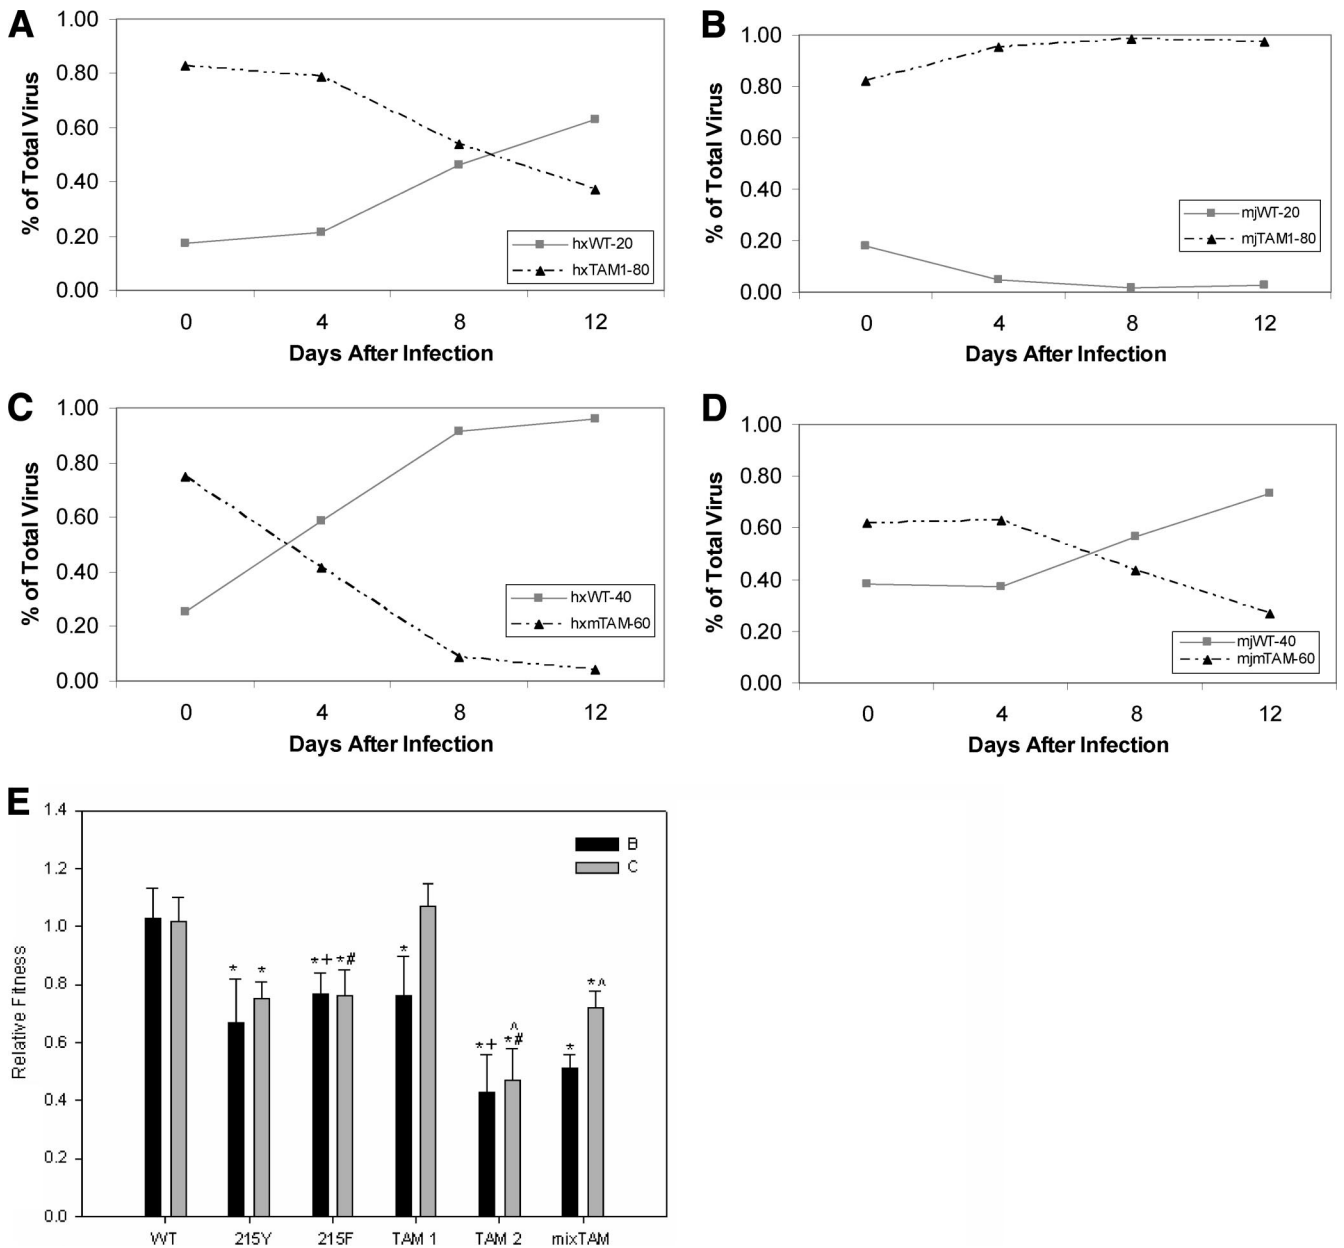 A
% of Total Virus
1.00
0.80
0.60
0.40
0.20
0.00
hxWT-20
hxTAM1-80
0 4 8 12
Days After Infection
B
% of Total Virus
1.00
0.80
0.60
0.40
0.20
0.00
mjWT-20
mjTAM1-80
0 4 8 12
Days After Infection
C
% of Total Virus
1.00
0.80
0.60
0.40
0.20
0.00
hxWT-40
hxmTAM-60
0 4 8 12
Days After Infection
D
% of Total Virus
1.00
0.80
0.60
0.40
0.20
0.00
mjWT-40
mjmTAM-60
0 4 8 12
Days After Infection
E
Relative Fitness
1.4
1.2
1.0
0.8
0.6
0.4
0.2
0.0
B
C
* * *+ *# * *+ ^ *# * *^
WT 215Y 215F TAM 1 TAM 2 mixTAM